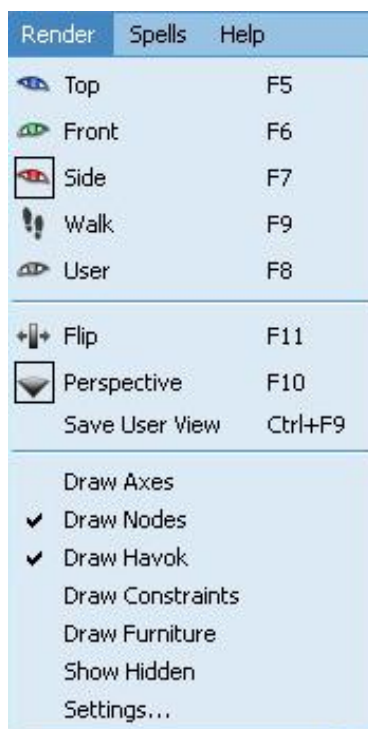 Render Spells Help
Top F5
Front F6
Side F7
Walk F9
User F8
Flip F11
Perspective F10
Save User View Ctrl+F9
Draw Axes
Draw Nodes
Draw Havok
Draw Constraints
Draw Furniture
Show Hidden
Settings...